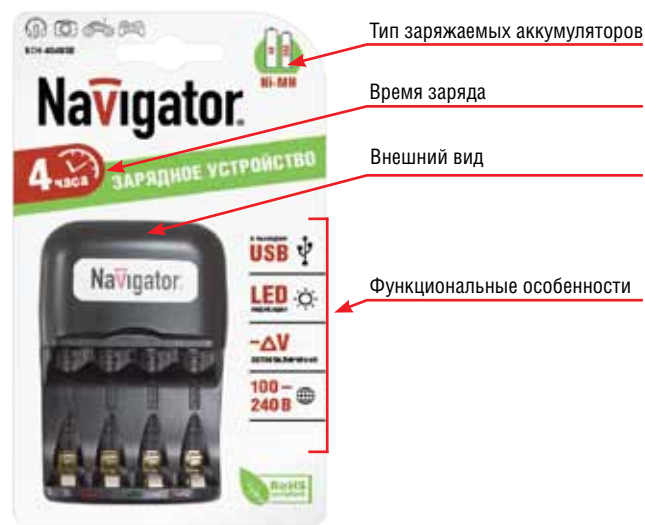 Тип заряжаемых аккумуляторов
Ni-MH
Navigator
Время заряда
4 часа
ЗАРЯДНОЕ УСТРОЙСТВО
Внешний вид
USB
Navigator
LED
Функциональные особенности
-ΔV
100-
240 В
RoHS